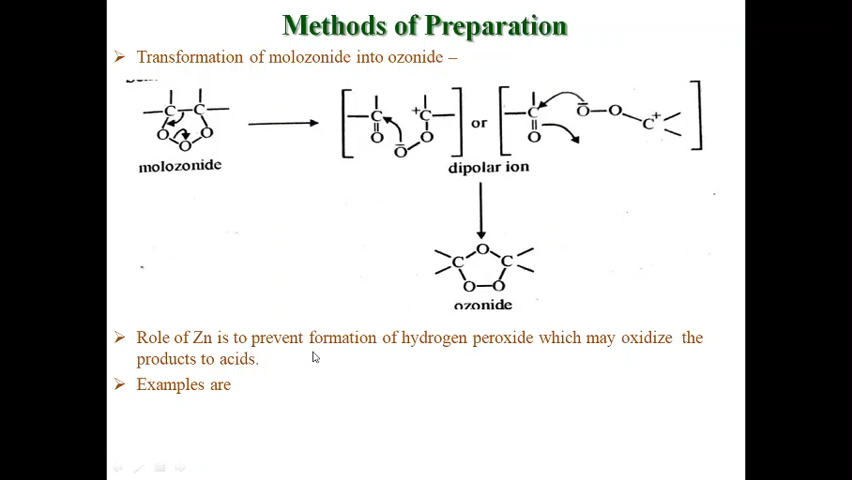 Methods of Preparation
➢ Transformation of molozonide into ozonide –
C C O O O
+ C C O O O
or
C O O O C +
molozonide
dipolar ion
O C C O O
ozonide
➢ Role of Zn is to prevent formation of hydrogen peroxide which may oxidize the
products to acids.
➢ Examples are